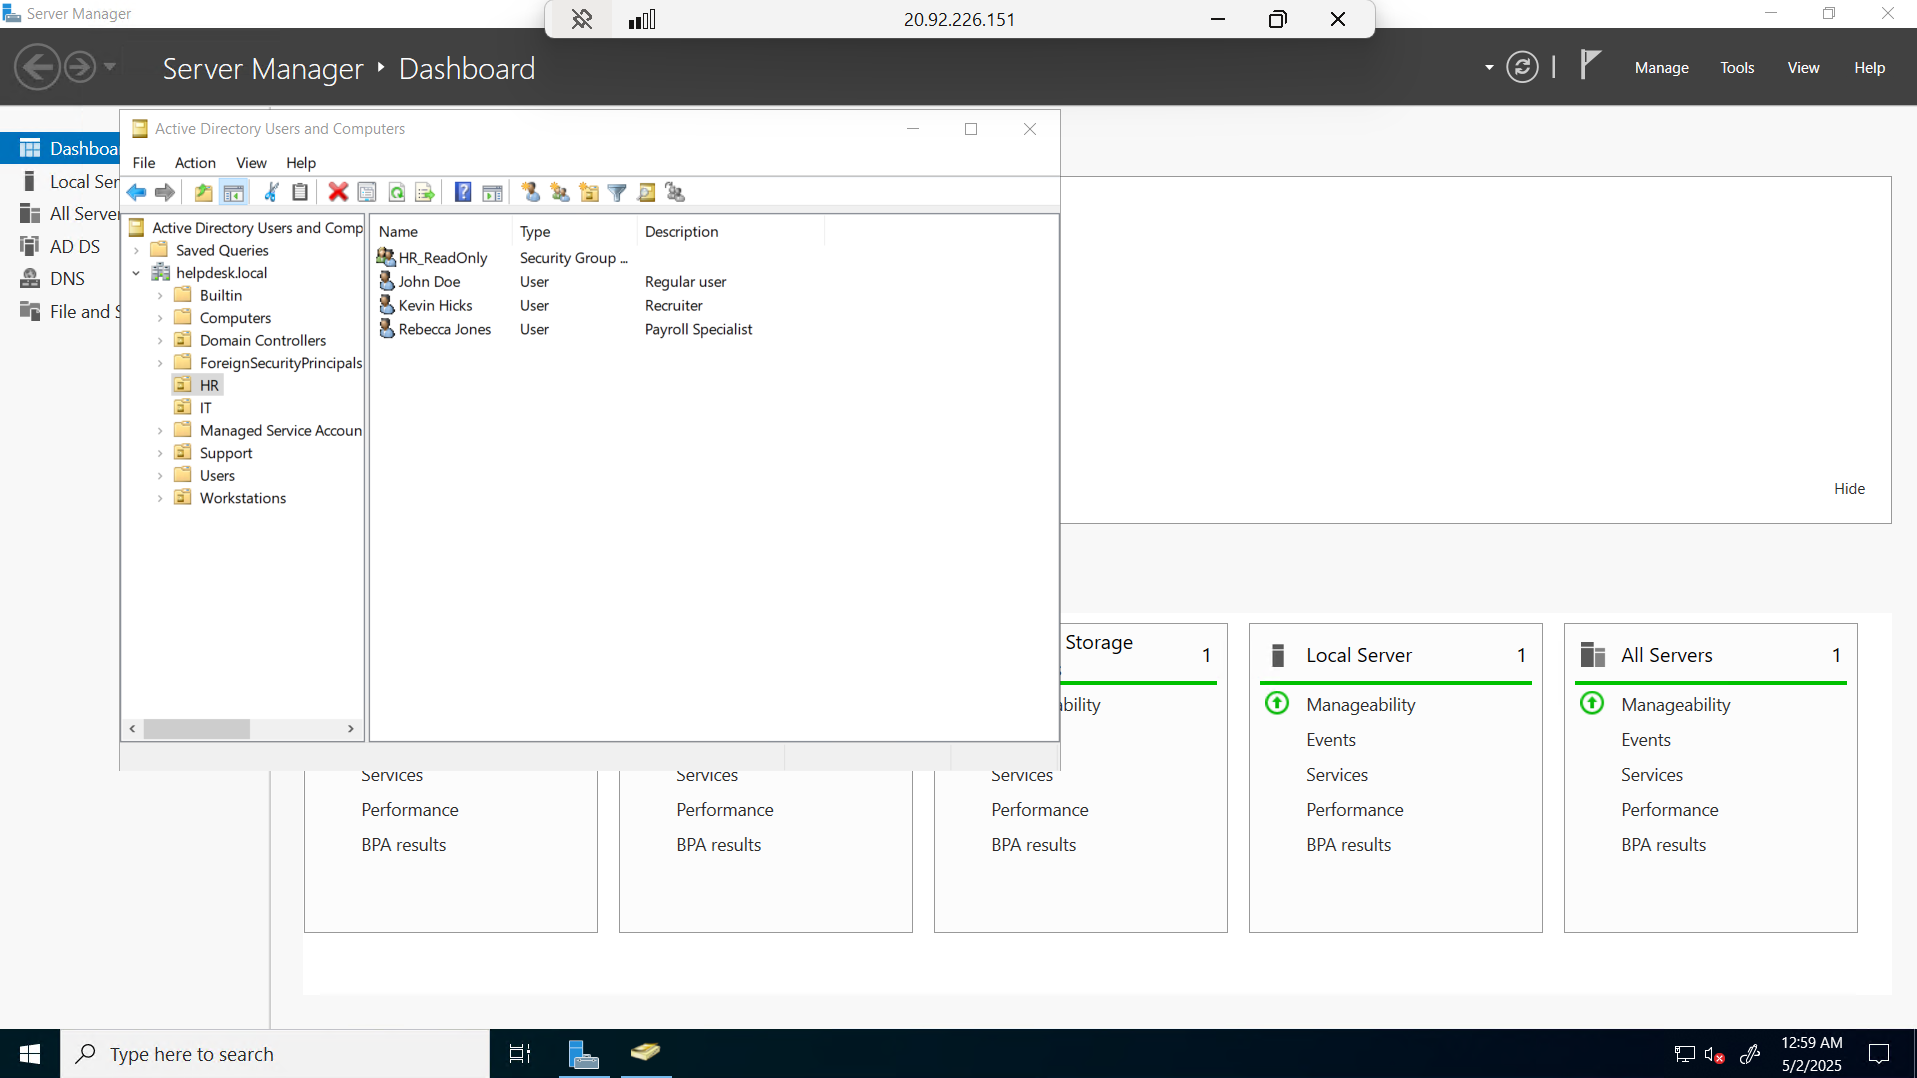 Server Manager
20.92.226.151
Server Manager ‣ Dashboard
Manage
Tools
View
Help
Active Directory Users and Computers
File
Action
View
Help
Dashboa
Local Ser
All Server
AD DS
DNS
File and S
Active Directory Users and Comp
Saved Queries
helpdesk.local
Builtin
Computers
Domain Controllers
ForeignSecurityPrincipals
HR
IT
Managed Service Accoun
Support
Users
Workstations
Name
Type
Description
HR_ReadOnly
Security Group ...
John Doe
User
Regular user
Kevin Hicks
User
Recruiter
Rebecca Jones
User
Payroll Specialist
Hide
Services
Performance
BPA results
Services
Performance
BPA results
Storage
1
bility
Services
Performance
BPA results
Local Server
1
Manageability
Events
Services
Performance
BPA results
All Servers
1
Manageability
Events
Services
Performance
BPA results
Type here to search
12:59 AM
5/2/2025